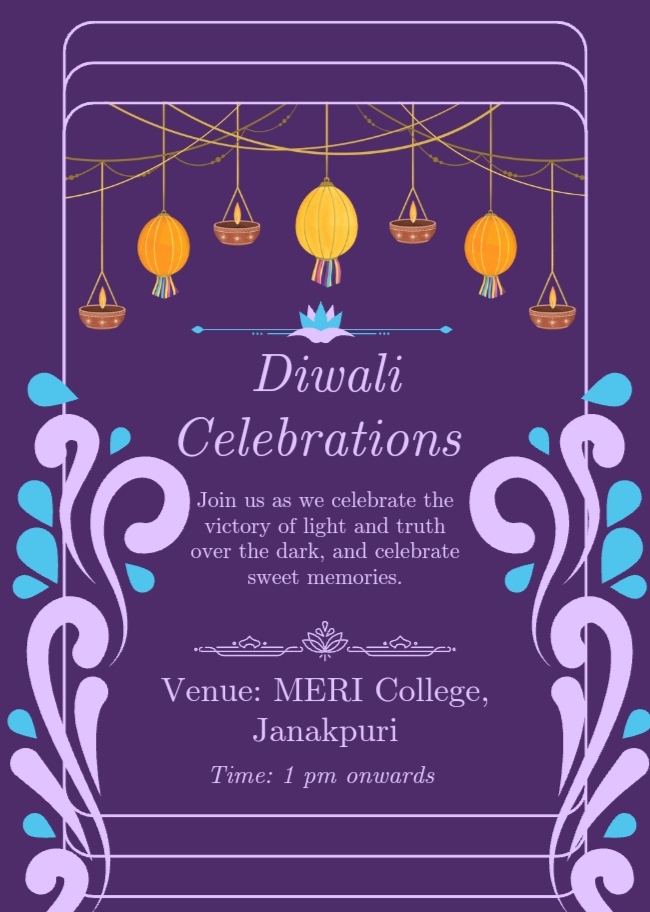 Diwali
Celebrations
Join us as we celebrate the
victory of light and truth
over the dark, and celebrate
sweet memories.
Venue: MERI College,
Janakpuri
Time: 1 pm onwards